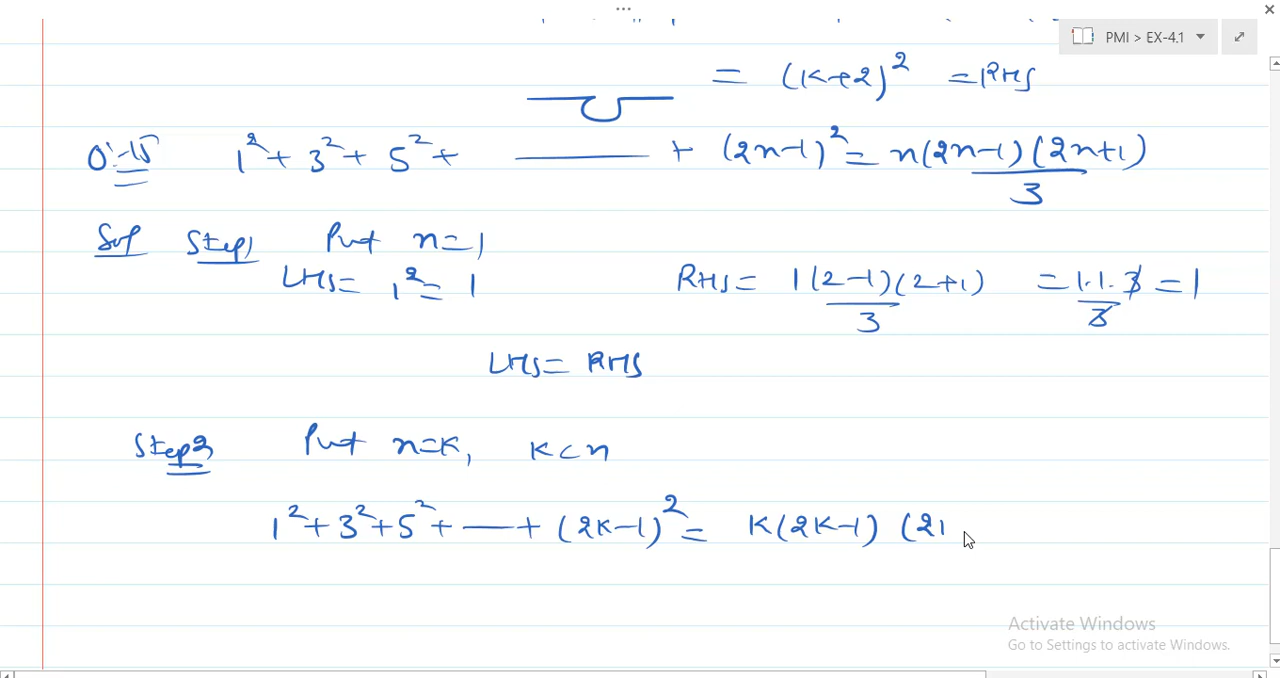 PMI > EX-4.1
= (K+2)² = RHS
Q-15 1² + 3² + 5² + ——— + (2n-1)² = n(2n-1)(2n+1)/3
Sol Step1 Put n=1
LHS = 1² = 1 RHS = 1(2-1)(2+1)/3 = 1.1.3/3 = 1
LHS = RHS
Step2 Put n=K, K<n
1² + 3² + 5² + — + (2K-1)² = K(2K-1) (21
Activate Windows
Go to Settings to activate Windows.